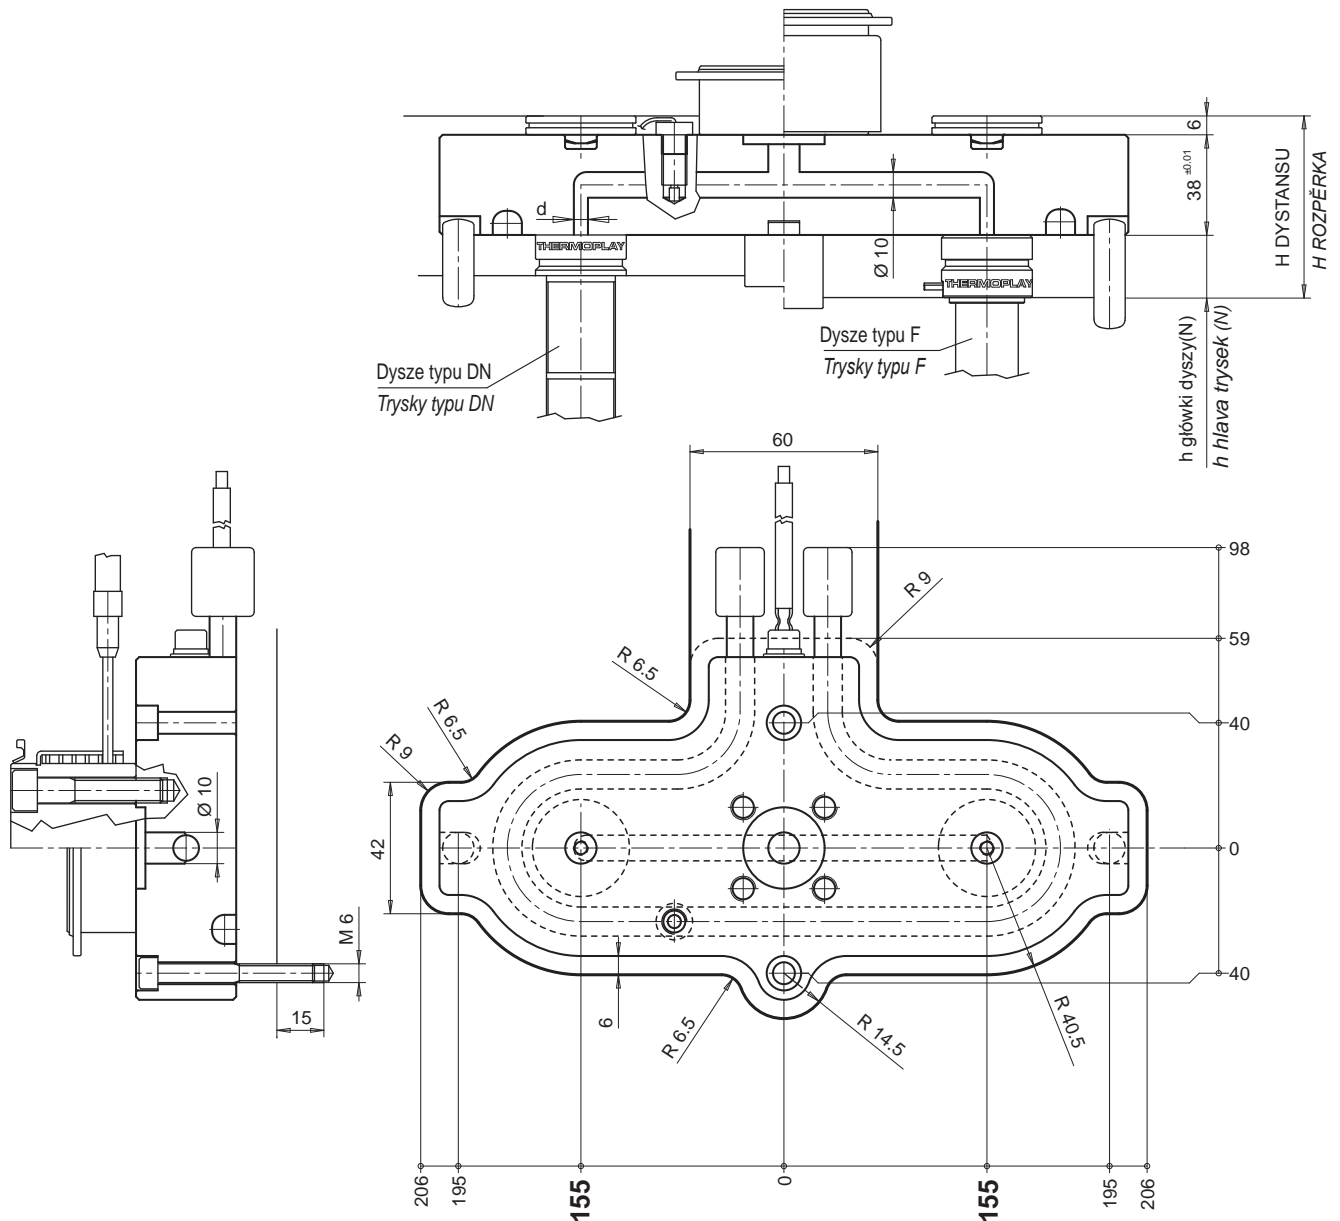 6
38 ±0.01
H DYSTANSU
H ROZPĚRKA
d
THERMOPLAY
Ø 10
THERMOPLAY
Dysze typu DN
Trysky typu DN
Dysze typu F
Trysky typu F
h główki dyszy(N)
h hlava trysek (N)
60
98
R 9
59
R 6.5
R 6.5
40
R 9
Ø 10
42
0
M 6
40
15
6
R 6.5
R 14.5
R 40.5
206
195
155
0
155
195
206